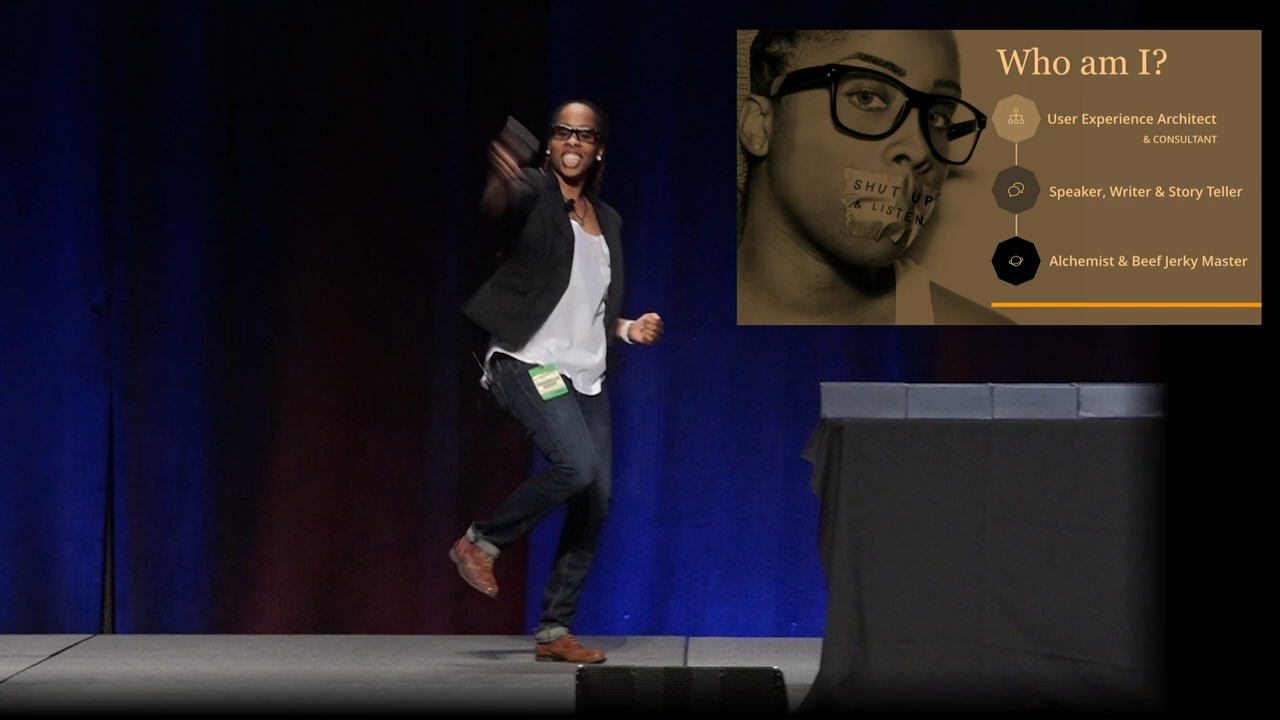 Who am I?
User Experience Architect
& CONSULTANT
SHUT UP
& LISTEN
Speaker, Writer & Story Teller
Alchemist & Beef Jerky Master